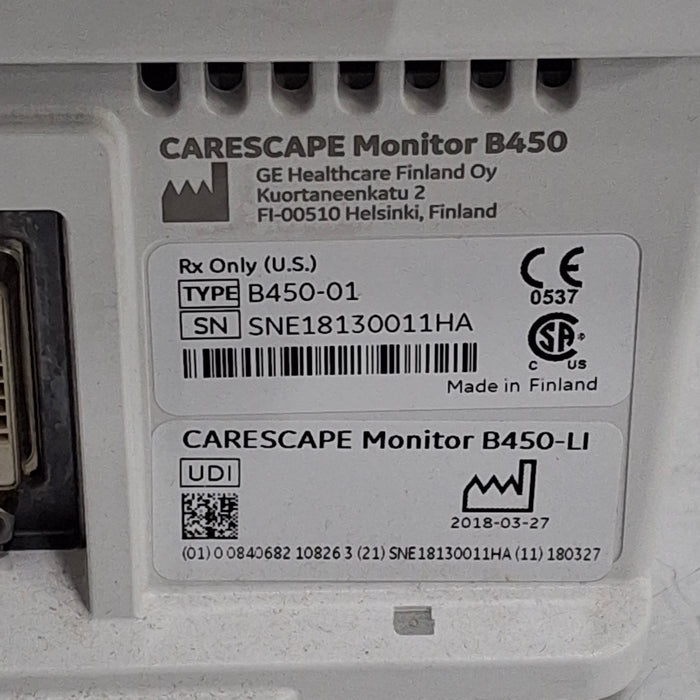 CARESCAPE Monitor B450
GE Healthcare Finland Oy
Kuortaneenkatu 2
FI-00510 Helsinki, Finland
Rx Only (U.S.)
TYPE B450-01
SN SNE18130011HA
CE
0537
SA
C US
Made in Finland
CARESCAPE Monitor B450-LI
UDI
2018-03-27
(01) 0 0840682 10826 3 (21) SNE18130011HA (11) 180327